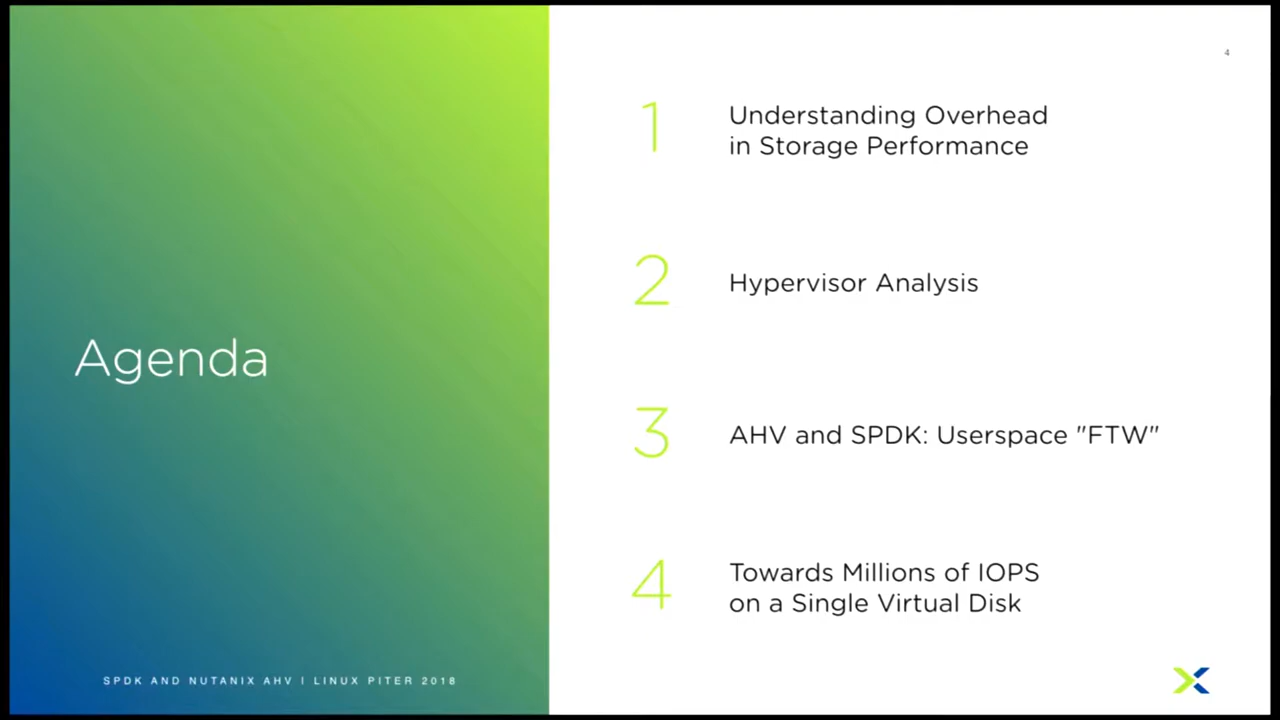 4
1
Understanding Overhead
in Storage Performance
2
Hypervisor Analysis
Agenda
3
AHV and SPDK: Userspace "FTW"
4
Towards Millions of IOPS
on a Single Virtual Disk
SPDK AND NUTANIX AHV | LINUX PITER 2018